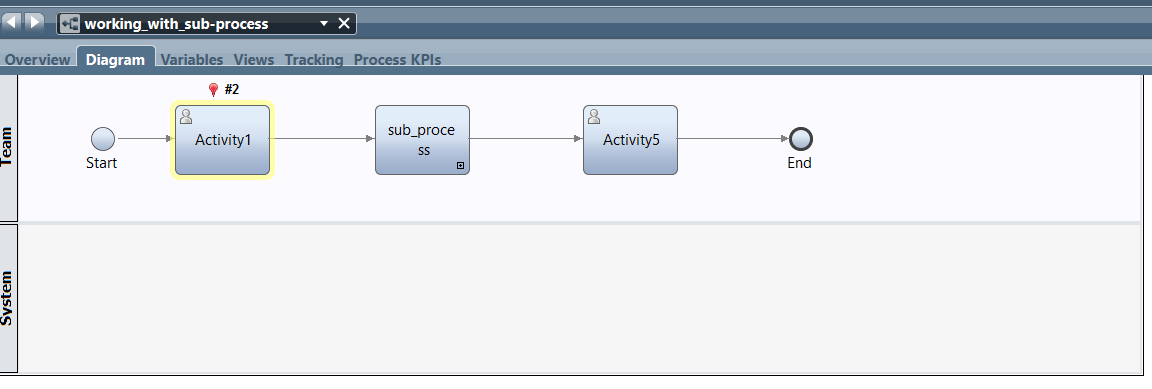 working_with_sub-process
Overview Diagram Variables Views Tracking Process KPIs
Team
#2
Start
Activity1
sub_proce
ss
Activity5
End
System